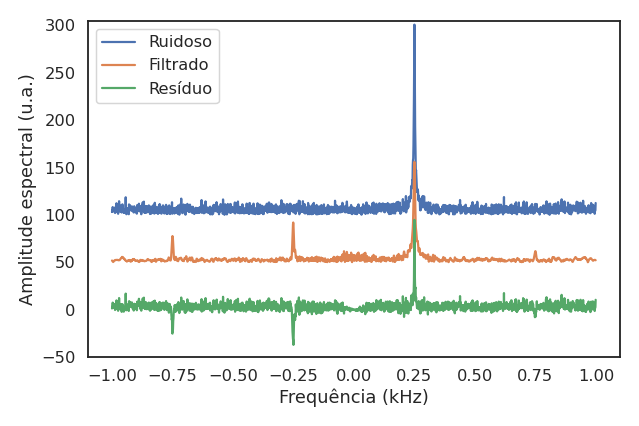 Amplitude espectral (u.a.)
300
250
200
150
100
50
0
−50
Ruidoso
Filtrado
Resíduo
−1.00 −0.75 −0.50 −0.25 0.00 0.25 0.50 0.75 1.00
Frequência (kHz)